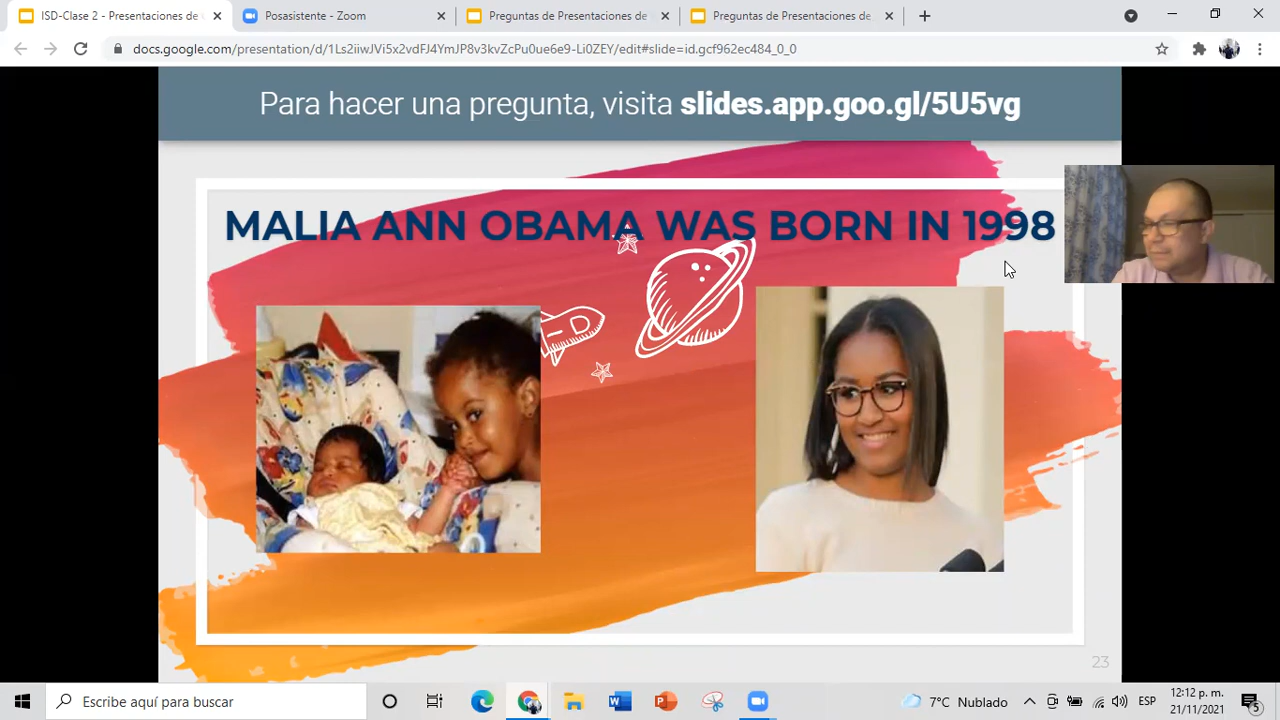 ISD-Clase 2 - Presentaciones de
Posasistente - Zoom
Preguntas de Presentaciones de
Preguntas de Presentaciones de
docs.google.com/presentation/d/1Ls2iiwJVi5x2vdFJ4YmJP8v3kvZcPu0ue6e9-Li0ZEY/edit#slide=id.gcf962ec484_0_0
Para hacer una pregunta, visita slides.app.goo.gl/5U5vg
MALIA ANN OBAMA WAS BORN IN 1998
23
Escribe aquí para buscar
7°C Nublado
ESP
12:12 p. m.
21/11/2021
5